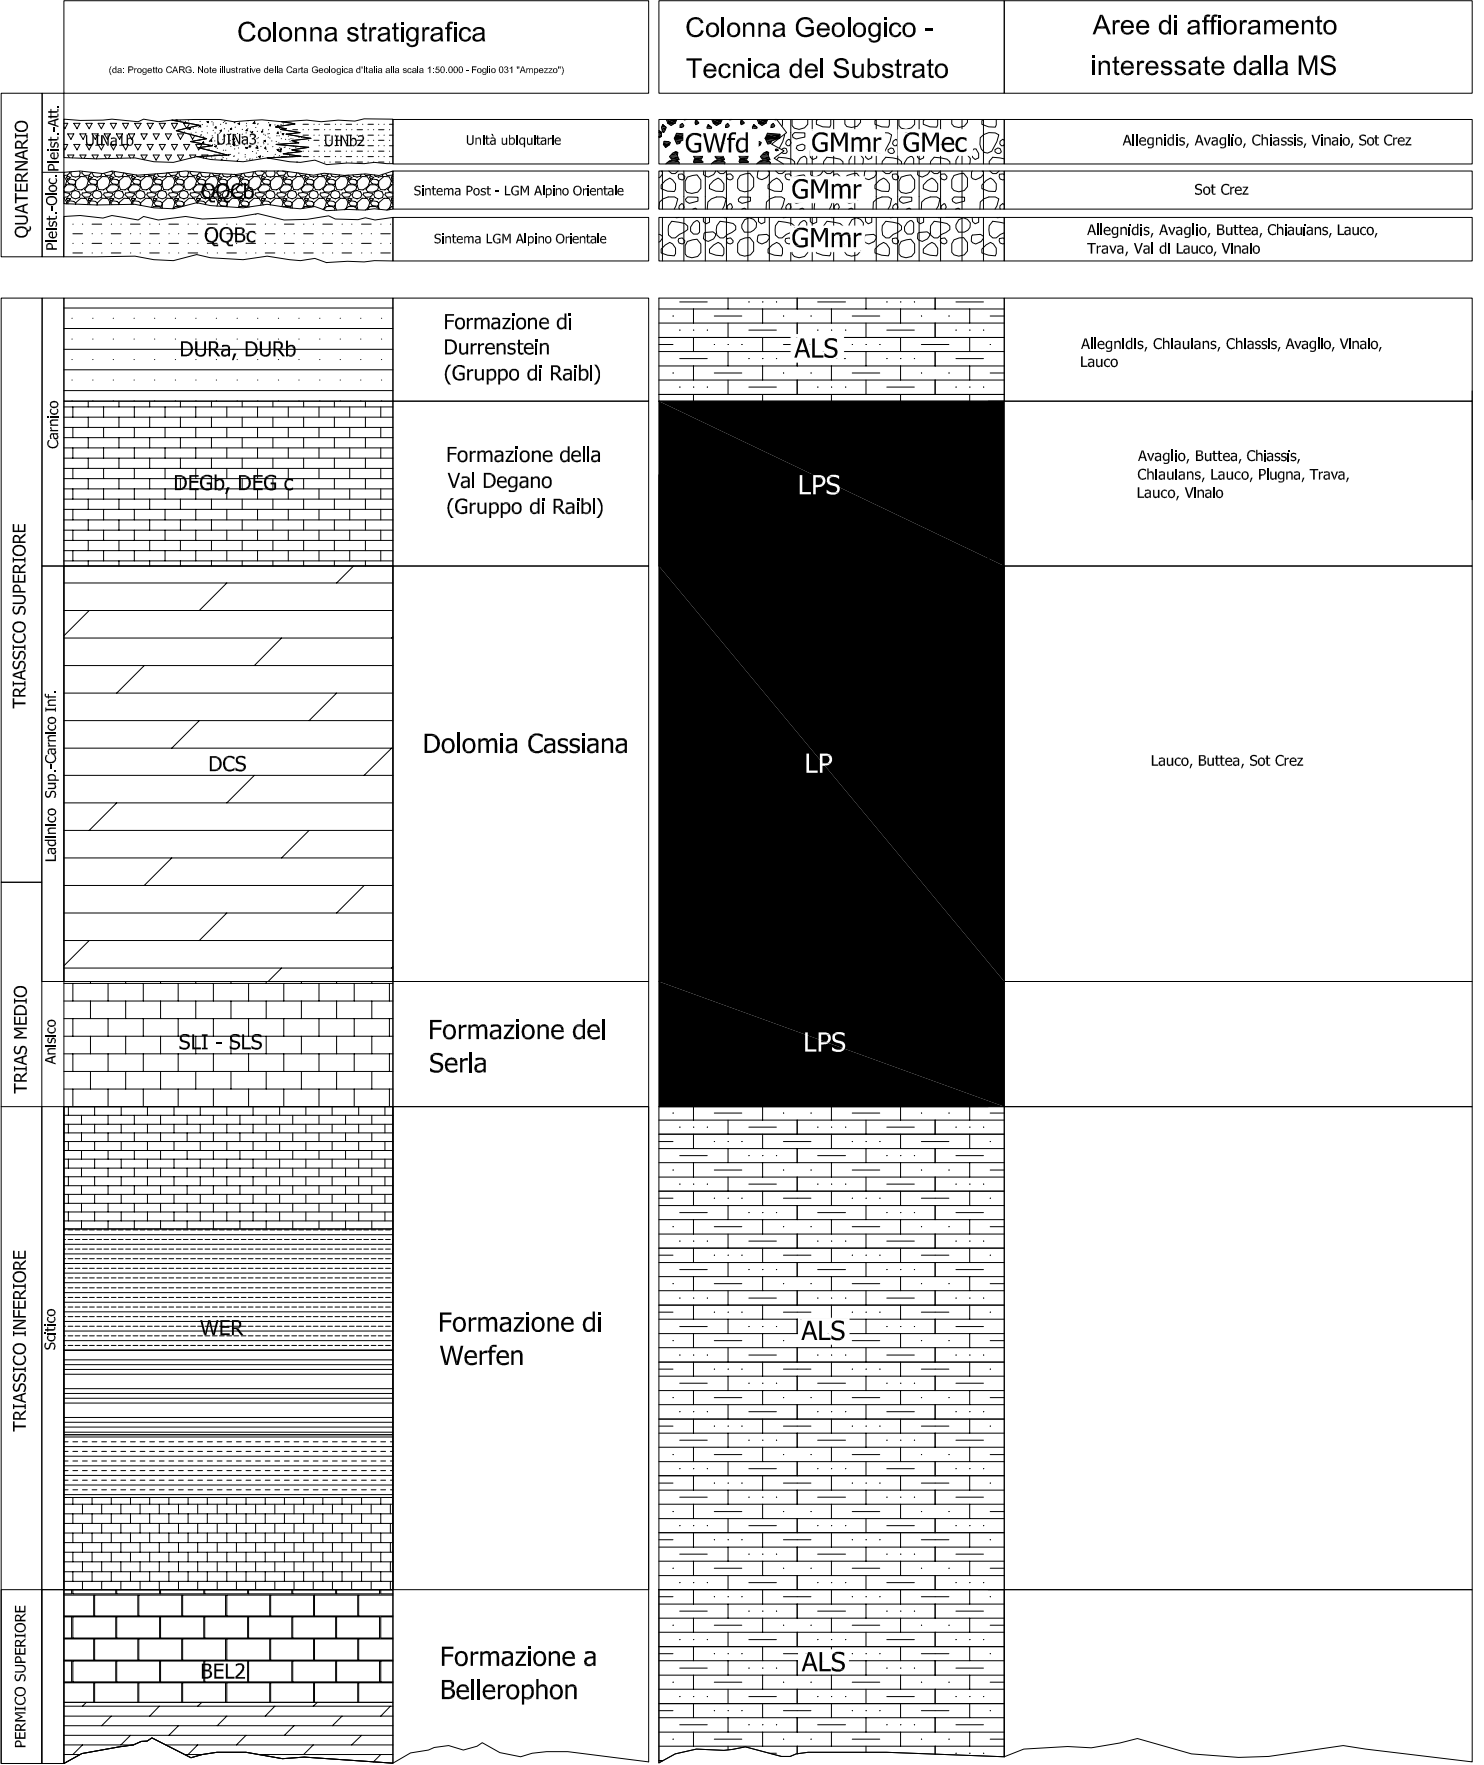 Colonna stratigrafica
(da: Progetto CARG. Note illustrative della Carta Geologica d'Italia alla scala 1:50.000 - Foglio 031 "Ampezzo")
Colonna Geologico -
Tecnica del Substrato
Aree di affioramento
interessate dalla MS
QUATERNARIO
Pleist.-Att.
UINa1b
UINa3
UINb2
Unità ubiquitarie
GWfd
GMmr
GMec
Allegnidis, Avaglio, Chiassis, Vinaio, Sot Crez
Pleist.-Oloc.
QQCb
Sintema Post - LGM Alpino Orientale
GMmr
Sot Crez
QQBc
Sintema LGM Alpino Orientale
GMmr
Allegnidis, Avaglio, Buttea, Chiauians, Lauco,
Trava, Val di Lauco, Vinaio
TRIASSICO SUPERIORE
Carnico
DURa, DURb
Formazione di
Durrenstein
(Gruppo di Raibl)
ALS
Allegnidis, Chiaulans, Chiassis, Avaglio, Vinaio,
Lauco
DEGb, DEG c
Formazione della
Val Degano
(Gruppo di Raibl)
LPS
Avaglio, Buttea, Chiassis,
Chiaulans, Lauco, Plugna, Trava,
Lauco, Vinaio
Ladinico Sup.-Carnico Inf.
DCS
Dolomia Cassiana
LP
Lauco, Buttea, Sot Crez
TRIAS MEDIO
Anisico
SLI - SLS
Formazione del
Serla
LPS
TRIASSICO INFERIORE
Scitico
WER
Formazione di
Werfen
ALS
PERMICO SUPERIORE
BEL2
Formazione a
Bellerophon
ALS